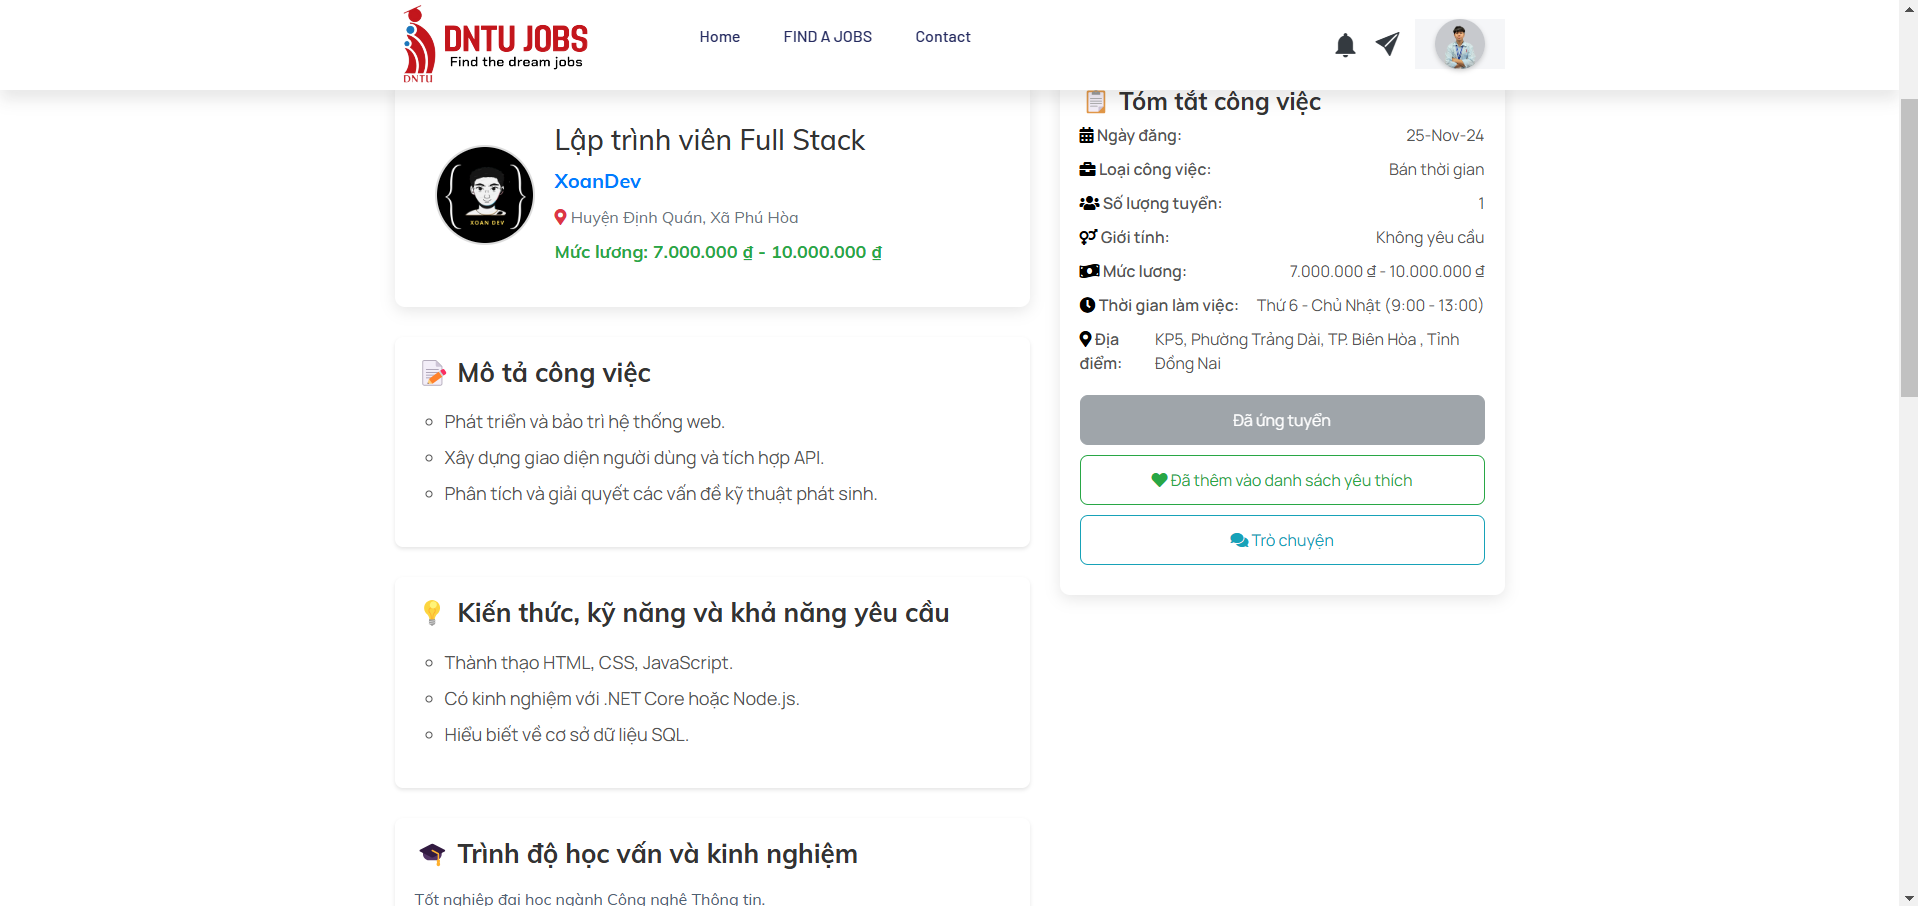 DNTU
DNTU JOBS
Find the dream jobs
Home
FIND A JOBS
Contact
Lập trình viên Full Stack
XoanDev
Huyện Định Quán, Xã Phú Hòa
Mức lương: 7.000.000 ₫ - 10.000.000 ₫
XOAN DEV
Mô tả công việc
Phát triển và bảo trì hệ thống web.
Xây dựng giao diện người dùng và tích hợp API.
Phân tích và giải quyết các vấn đề kỹ thuật phát sinh.
Kiến thức, kỹ năng và khả năng yêu cầu
Thành thạo HTML, CSS, JavaScript.
Có kinh nghiệm với .NET Core hoặc Node.js.
Hiểu biết về cơ sở dữ liệu SQL.
Trình độ học vấn và kinh nghiệm
Tốt nghiệp đại học ngành Công nghệ Thông tin.
Tóm tắt công việc
Ngày đăng: 25-Nov-24
Loại công việc: Bán thời gian
Số lượng tuyển: 1
Giới tính: Không yêu cầu
Mức lương: 7.000.000 ₫ - 10.000.000 ₫
Thời gian làm việc: Thứ 6 - Chủ Nhật (9:00 - 13:00)
Địa điểm: KP5, Phường Trảng Dài, TP. Biên Hòa , Tỉnh
Đồng Nai
Đã ứng tuyển
Đã thêm vào danh sách yêu thích
Trò chuyện